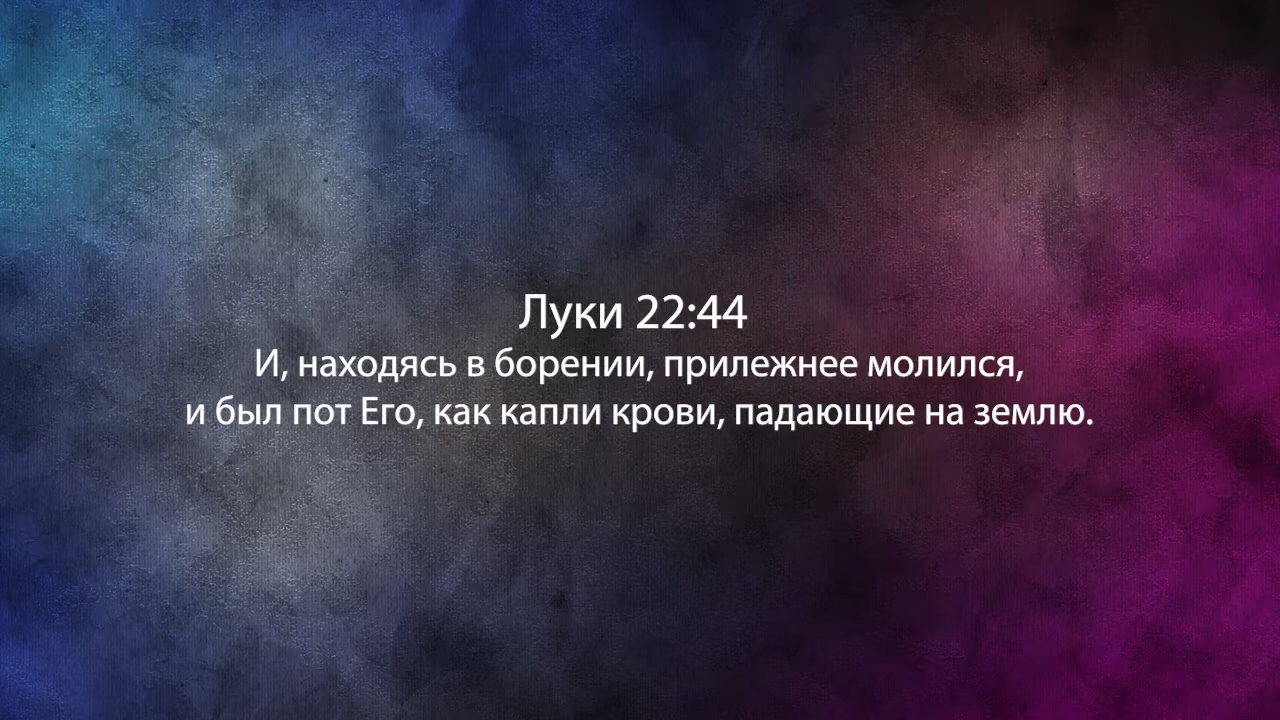 Луки 22:44
И, находясь в борении, прилежнее молился,
и был пот Его, как капли крови, падающие на землю.